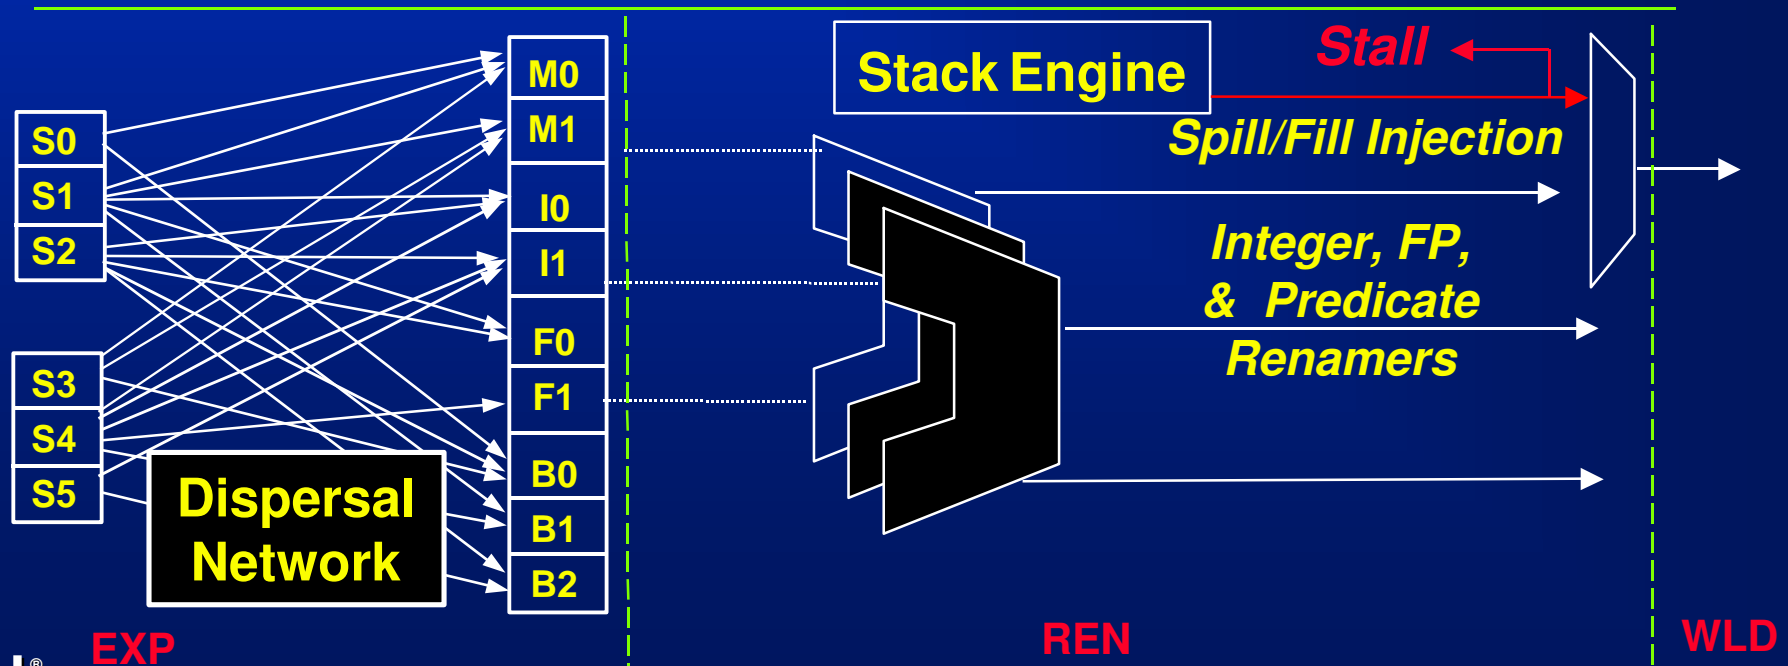 S0
S1
S2
S3
S4
S5
Dispersal
Network
M0
M1
I0
I1
F0
F1
B0
B1
B2
Stack Engine
Stall
Spill/Fill Injection
Integer, FP,
& Predicate
Renamers
EXP
REN
WLD
®